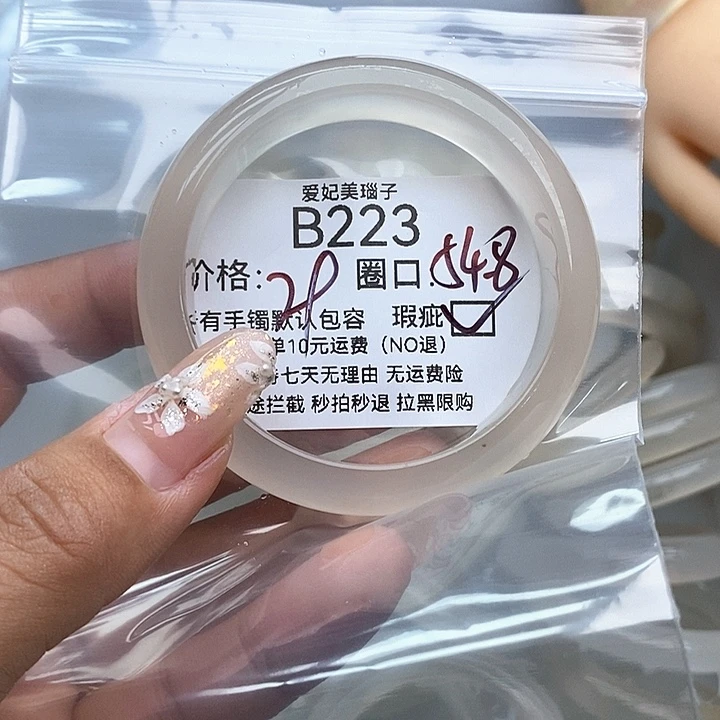 爱妃美瑙子
B223
价格: 圈口.548
有手镯默认包容 瑕疵
单10元运费（NO退）
七天无理由 无运费险
途拦截 秒拍秒退 拉黑限购